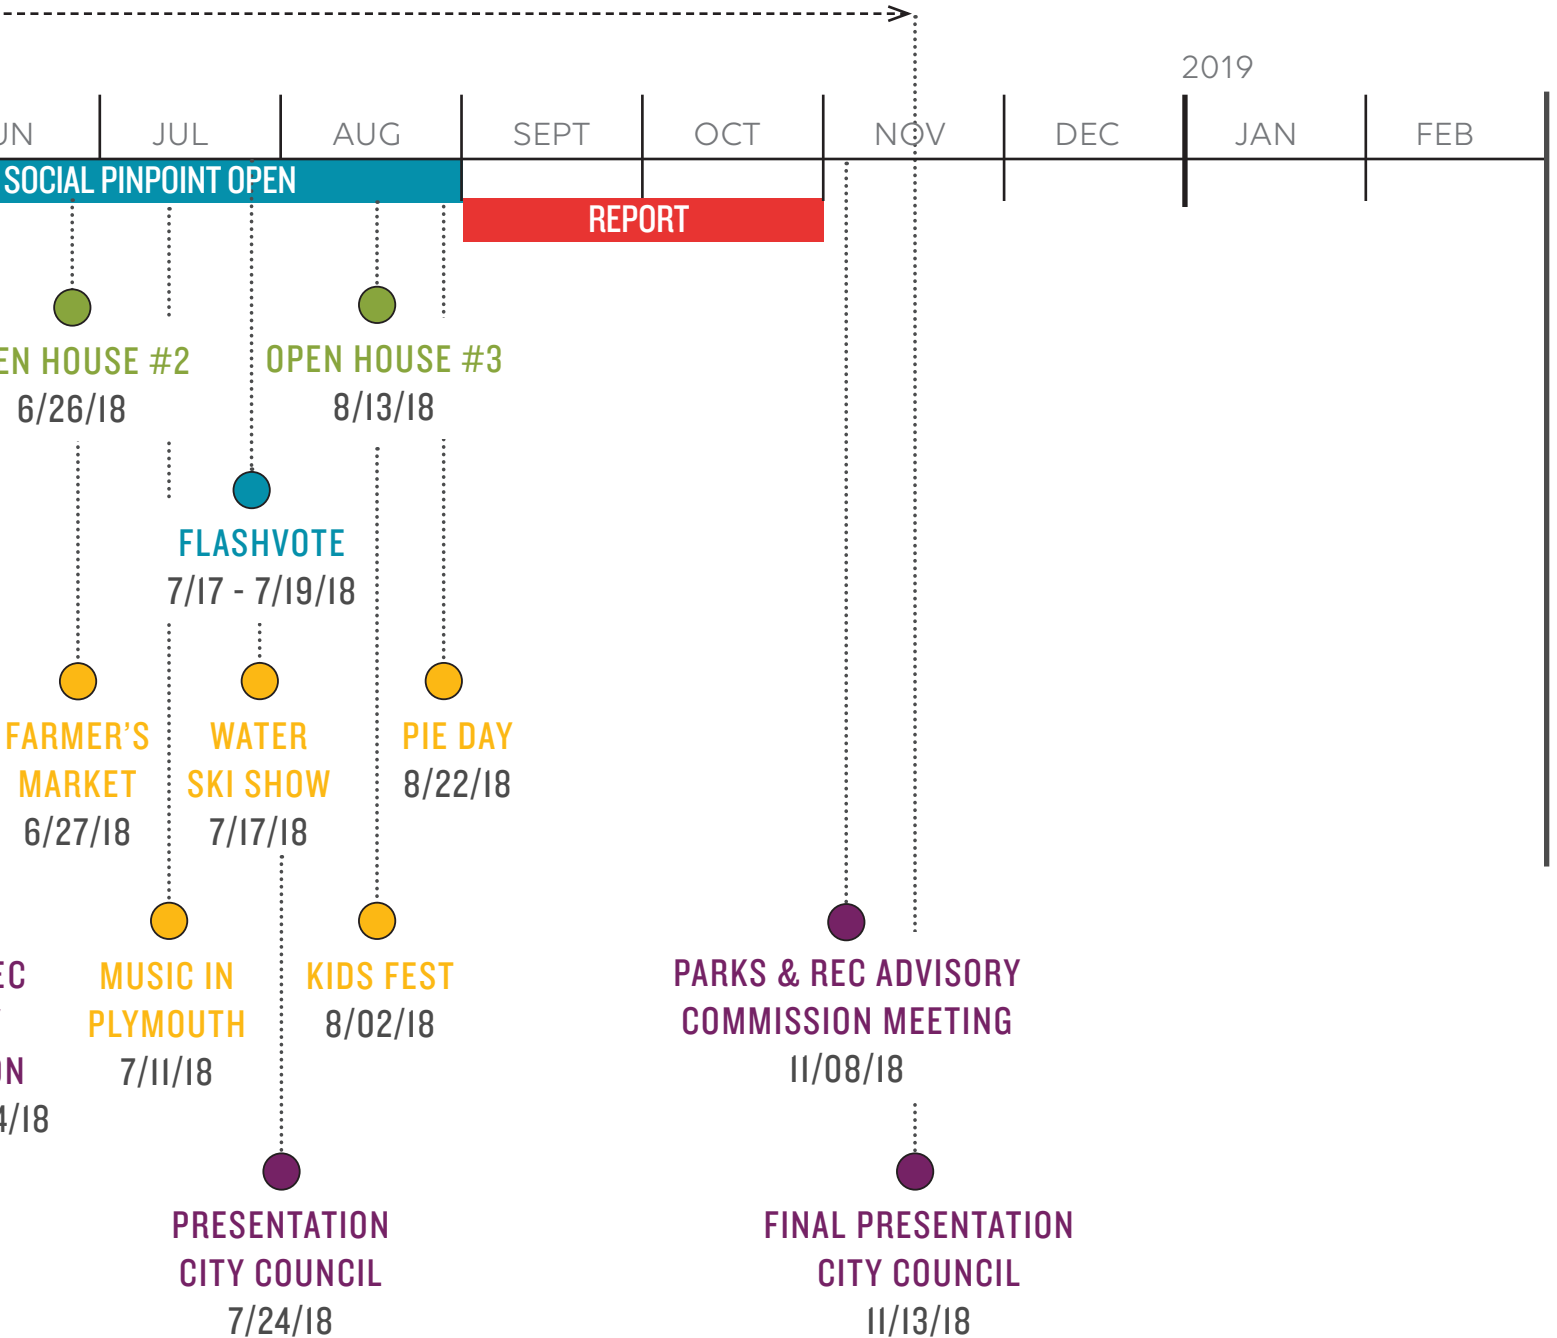 2019
JUL
AUG
SEPT
OCT
NOV
DEC
JAN
FEB
SOCIAL PINPOINT OPEN
REPORT
HOUSE #2
6/26/18
OPEN HOUSE #3
8/13/18
FLASHVOTE
7/17 - 7/19/18
FARMER'S
MARKET
6/27/18
WATER
SKI SHOW
7/17/18
PIE DAY
8/22/18
MUSIC IN
PLYMOUTH
7/11/18
KIDS FEST
8/02/18
PARKS & REC ADVISORY
COMMISSION MEETING
11/08/18
PRESENTATION
CITY COUNCIL
7/24/18
FINAL PRESENTATION
CITY COUNCIL
11/13/18